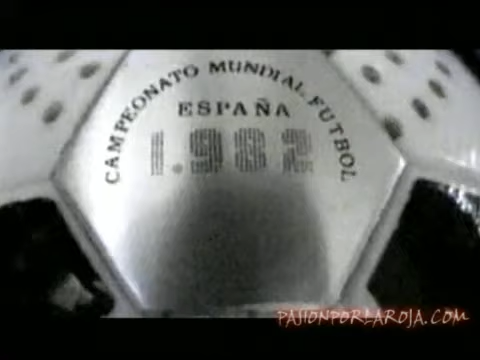 CAMPEONATO MUNDIAL FUTBOL
ESPAÑA
1.982
PASIONPORLAROJA.COM